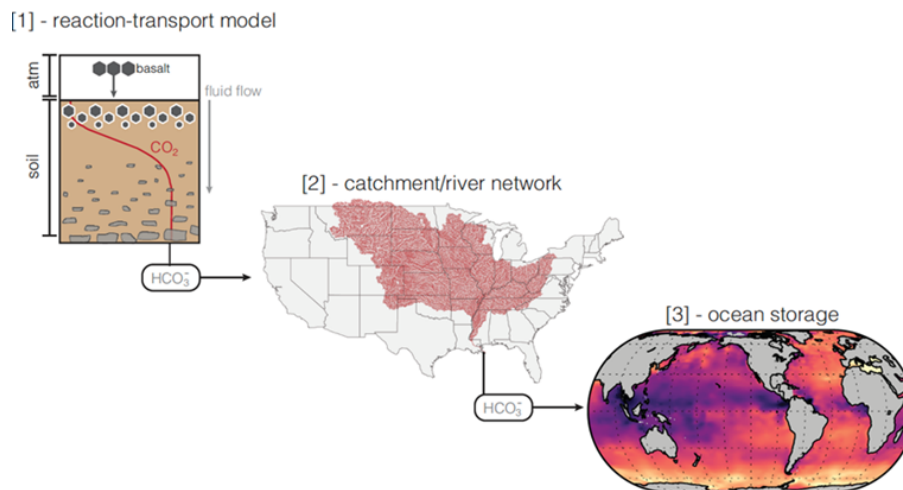 [1] - reaction-transport model
atm
basalt
fluid flow
CO₂
soil
[2] - catchment/river network
HCO₃⁻
[3] - ocean storage
HCO₃⁻